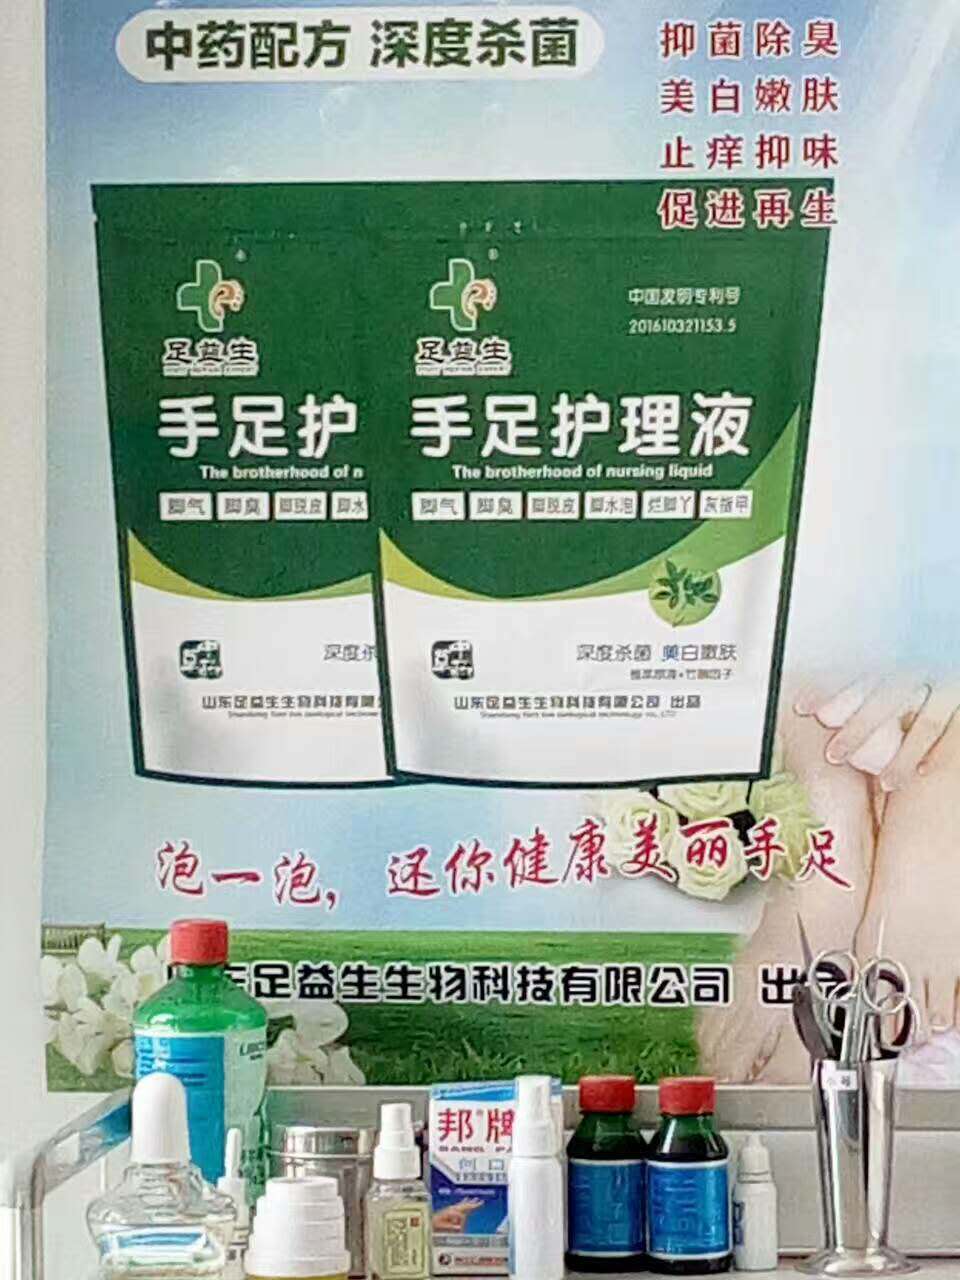 中药配方 深度杀菌
抑菌除臭
美白嫩肤
止痒抑味
促进再生
足益生
手足护
The brotherhood of n
脚气 脚臭 脚脱皮 脚水
深度杀
山东足益生生物科技有限
足益生
中国发明专利号
201610321153.5
手足护理液
The brotherhood of nursing liquid
脚气 脚臭 脚脱皮 脚水泡 烂脚丫 灰指甲
深度杀菌 美白嫩肤
山东足益生生物科技有限公司 出品
泡一泡，还你健康美丽手足
东足益生生物科技有限公司 出品
邦牌
创口